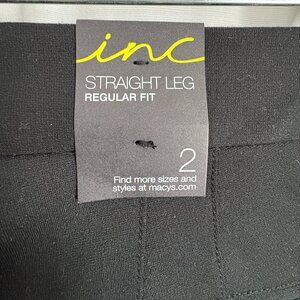 inc
STRAIGHT LEG
REGULAR FIT
2
Find more sizes and
styles at macys.com